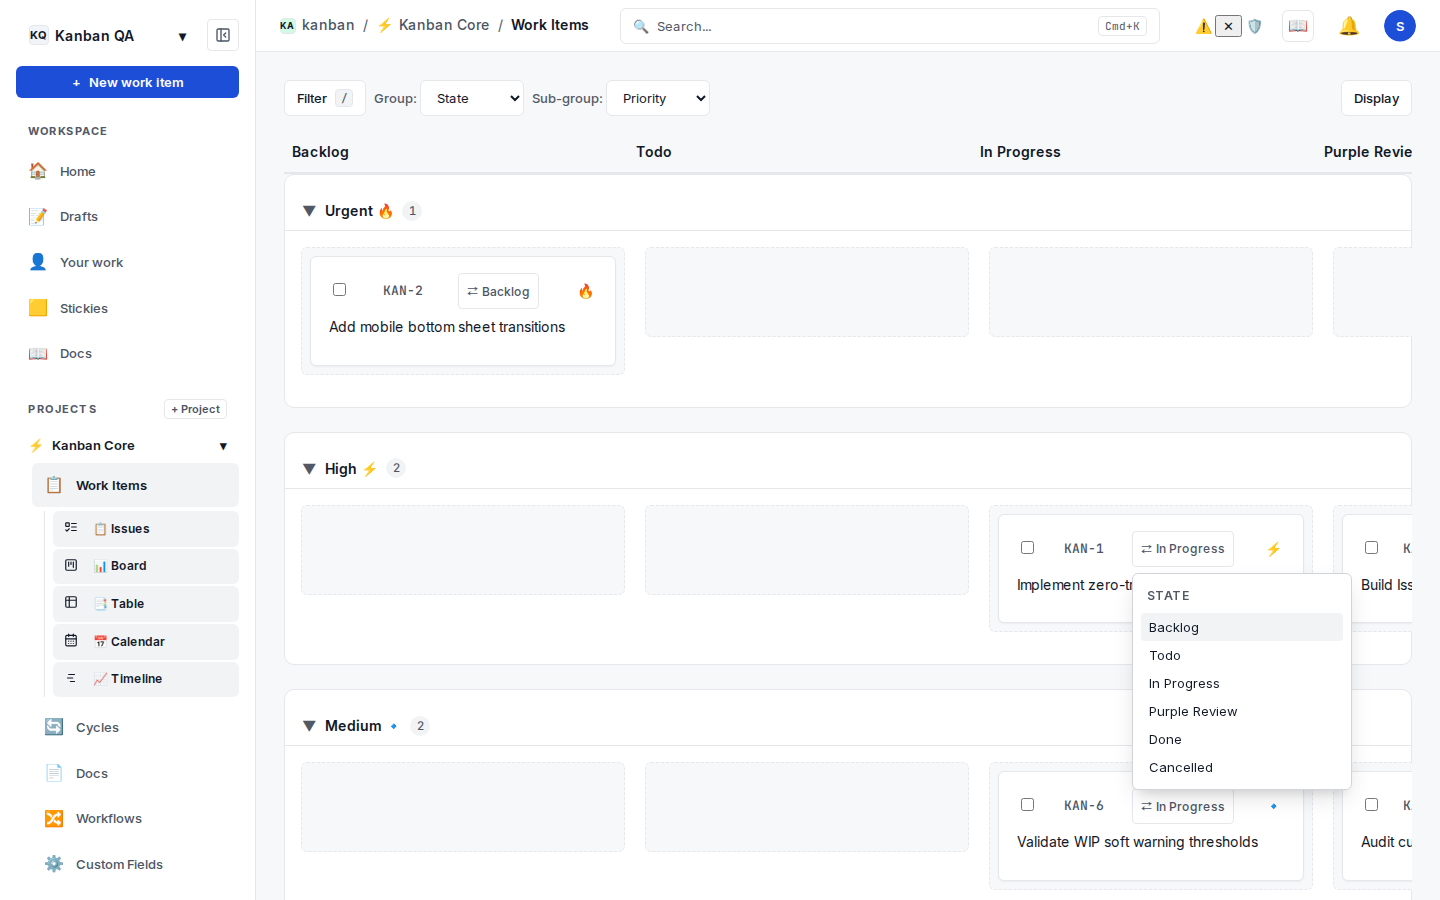 KQ Kanban QA ▼
+ New work item
WORKSPACE
Home
Drafts
Your work
Stickies
Docs
PROJECTS + Project
Kanban Core ▼
Work Items
Issues
Board
Table
Calendar
Timeline
Cycles
Docs
Workflows
Custom Fields
KA kanban / ⚡ Kanban Core / Work Items
Search... Cmd+K
S
Filter / Group: State Sub-group: Priority Display
Backlog Todo In Progress Purple Revie
▼ Urgent 🔥 1
KAN-2 ⇄ Backlog 🔥
Add mobile bottom sheet transitions
▼ High ⚡ 2
KAN-1 ⇄ In Progress ⚡ K
Implement zero-tr Build Iss
STATE
Backlog
Todo
In Progress
Purple Review
Done
Cancelled
▼ Medium 🔹 2
KAN-6 ⇄ In Progress 🔹 K
Validate WIP soft warning thresholds Audit cu